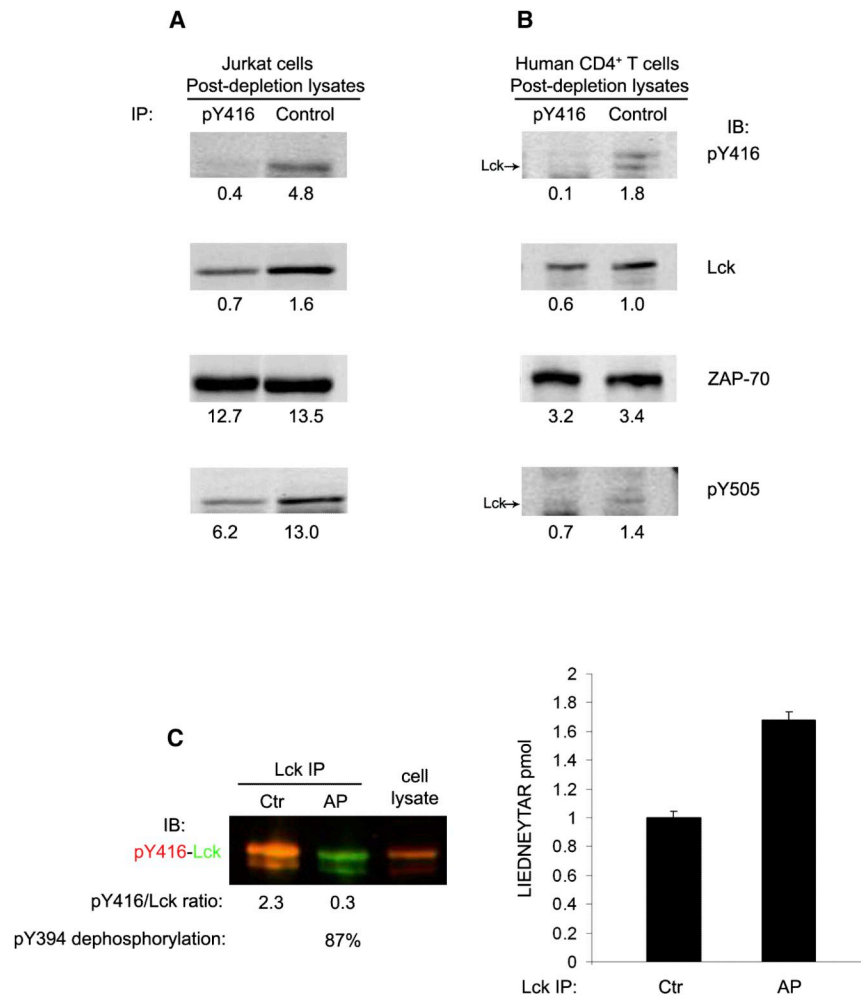 A
B
Jurkat cells
Post-depletion lysates
Human CD4⁺ T cells
Post-depletion lysates
IP: pY416 Control
pY416 Control
IB:
pY416
Lck→
0.4 4.8
0.1 1.8
Lck
0.7 1.6
0.6 1.0
ZAP-70
12.7 13.5
3.2 3.4
pY505
Lck→
6.2 13.0
0.7 1.4
C
Lck IP
cell
lysate
Ctr AP
IB:
pY416-Lck
pY416/Lck ratio: 2.3 0.3
pY394 dephosphorylation: 87%
LIEDNEYTAR pmol
2
1.8
1.6
1.4
1.2
1
0.8
0.6
0.4
0.2
0
Lck IP: Ctr AP